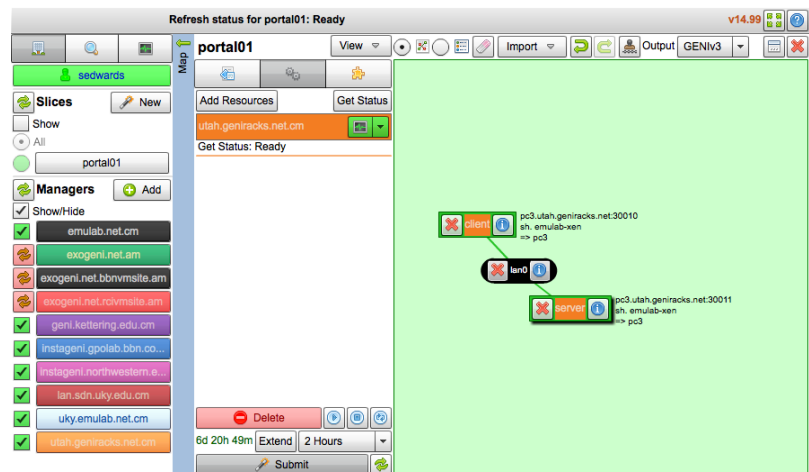 Refresh status for portal01: Ready
v14.99
sedwards
Slices
New
Show
All
portal01
Managers
Add
Show/Hide
emulab.net.cm
exogeni.net.am
exogeni.net.bbnvmsite.am
exogeni.net.rcivmsite.am
geni.kettering.edu.cm
instageni.gpolab.bbn.co...
instageni.northwestern.e...
lan.sdn.uky.edu.cm
uky.emulab.net.cm
utah.geniracks.net.cm
Map
portal01
View
Add Resources
Get Status
utah.geniracks.net.cm
Get Status: Ready
Delete
6d 20h 49m
Extend
2 Hours
Submit
Import
Output
GENIv3
client
pc3.utah.geniracks.net:30010
sh. emulab-xen
=> pc3
lan0
server
pc3.utah.geniracks.net:30011
sh. emulab-xen
=> pc3